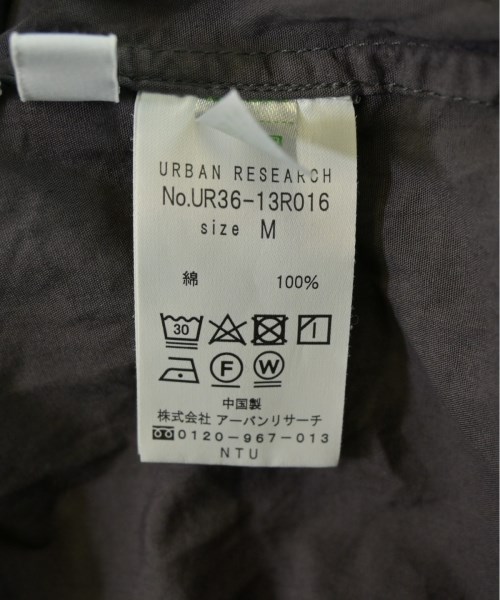 URBAN RESEARCH
No.UR36-13R016
size M
綿 100%
30
F W
中国製
株式会社 アーバンリサーチ
0120-967-013
NTU